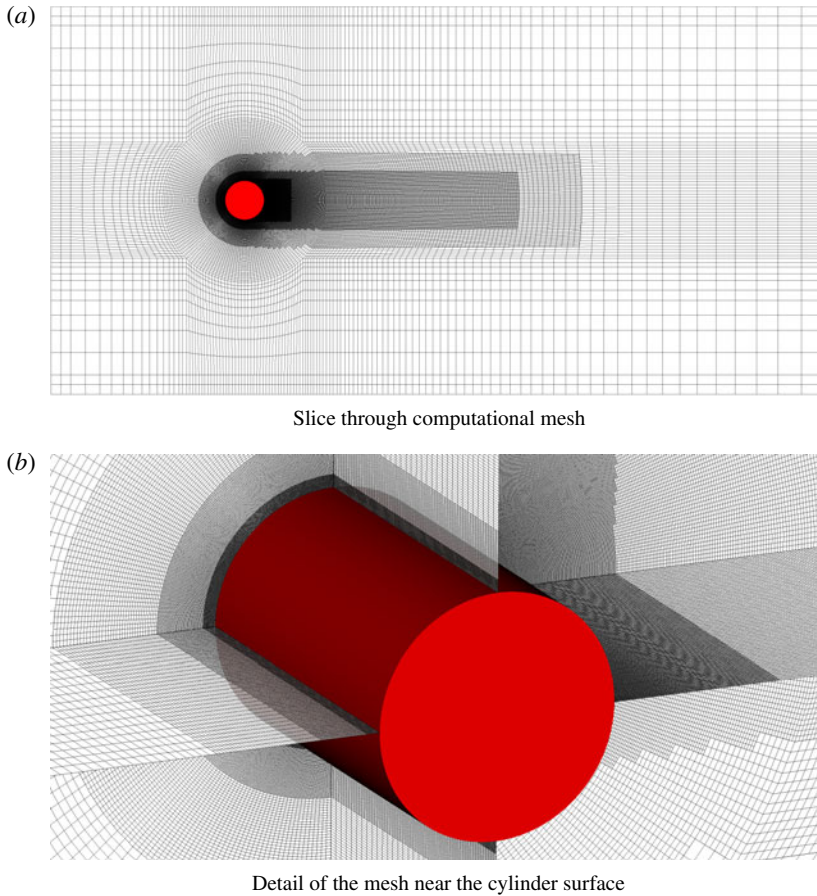 (a)
Slice through computational mesh
(b)
Detail of the mesh near the cylinder surface